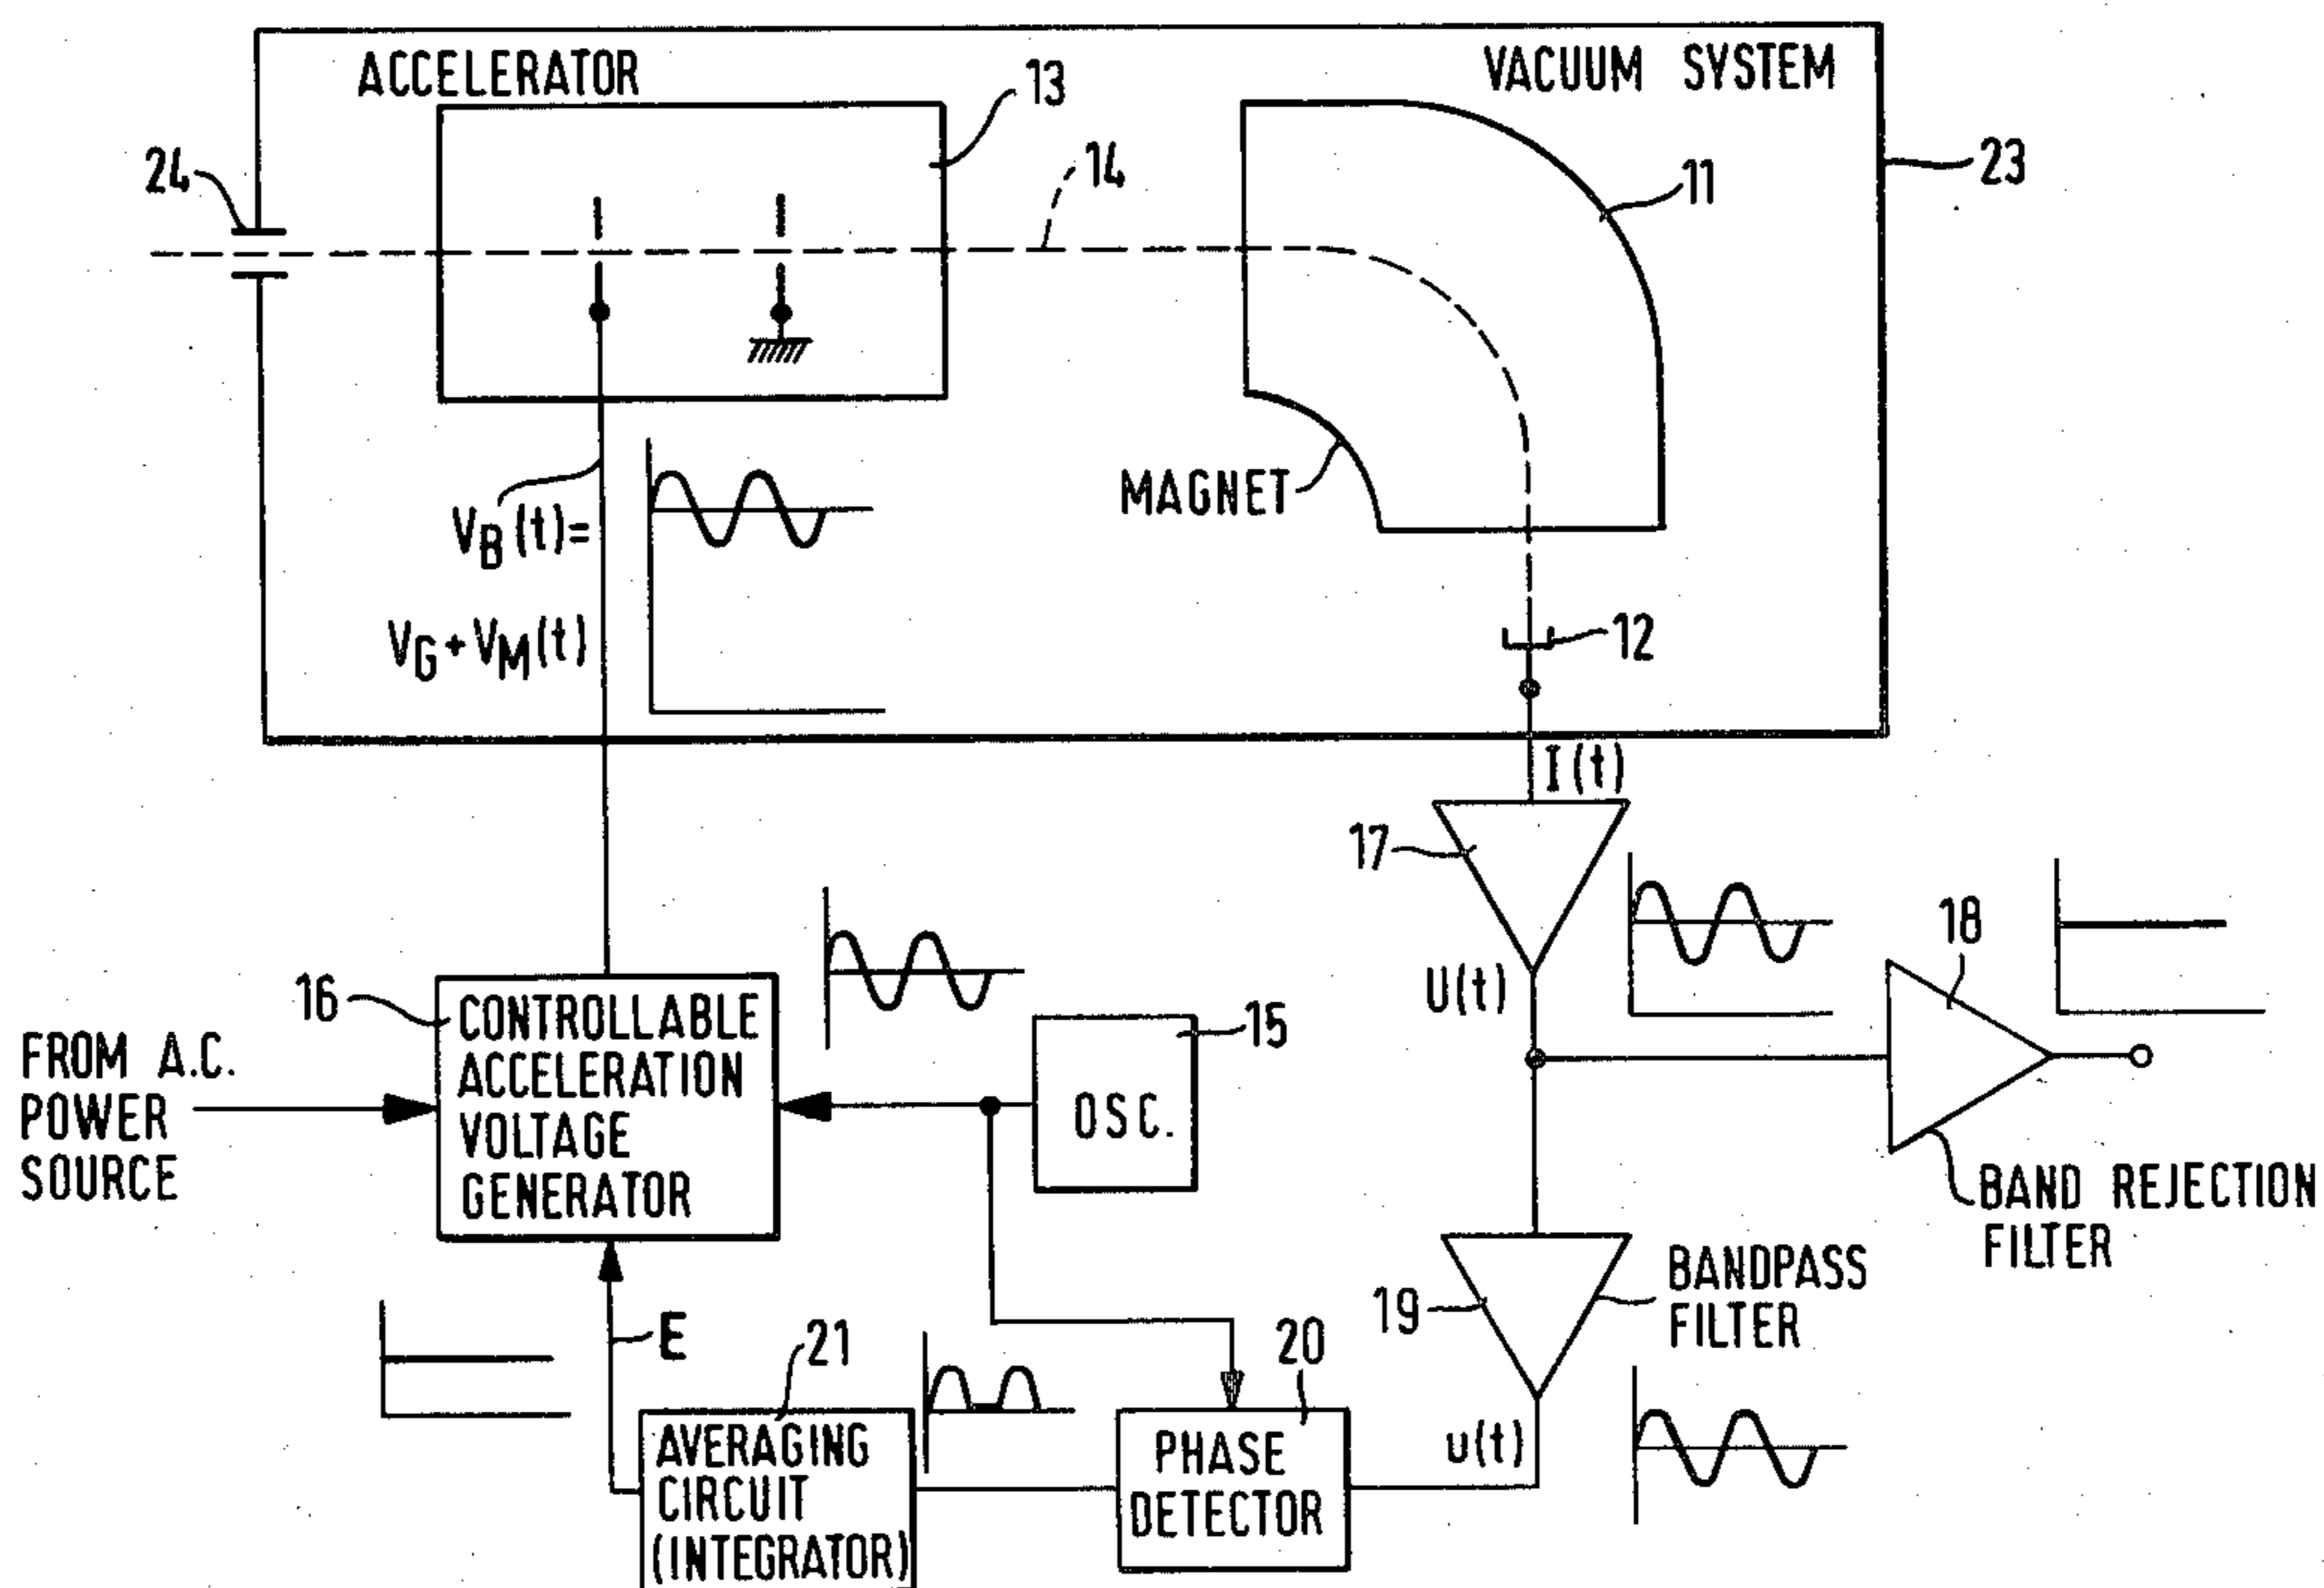 ACCELERATOR
VACUUM SYSTEM
13
24
14
11
23
MAGNET
VB(t)=
VG+VM(t)
12
I(t)
17
18
16
U(t)
15
CONTROLLABLE
ACCELERATION
VOLTAGE
GENERATOR
FROM A.C.
POWER
SOURCE
OSC.
BAND REJECTION
FILTER
19
BANDPASS
FILTER
E
21
20
AVERAGING
CIRCUIT
(INTEGRATOR)
PHASE
DETECTOR
u(t)